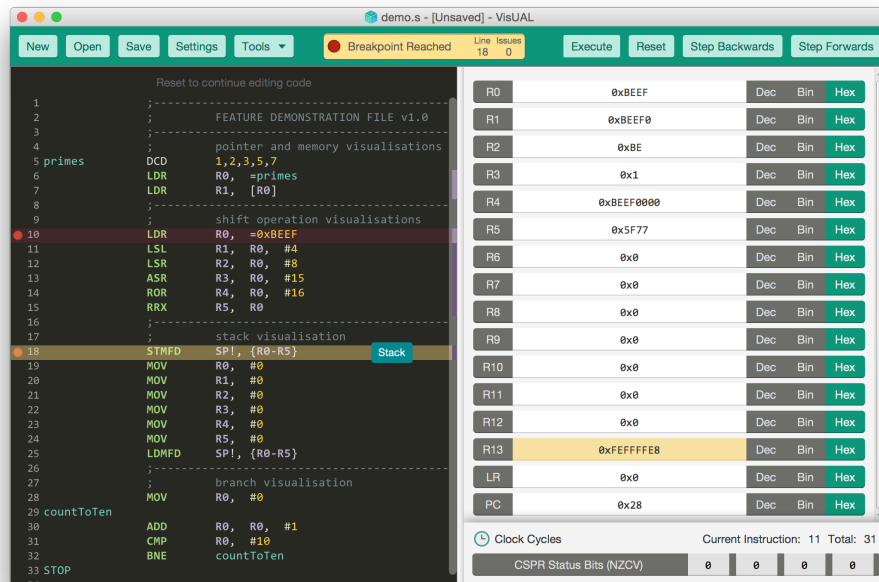 demo.s - [Unsaved] - VisUAL
New Open Save Settings Tools Breakpoint Reached Line 18 Issues 0 Execute Reset Step Backwards Step Forwards
Reset to continue editing code
1 ;-------------------------------------------
2 ; FEATURE DEMONSTRATION FILE v1.0
3 ;-------------------------------------------
4 ; pointer and memory visualisations
5 primes DCD 1,2,3,5,7
6 LDR R0, =primes
7 LDR R1, [R0]
8 ;-------------------------------------------
9 ; shift operation visualisations
10 LDR R0, =0xBEEF
11 LSL R1, R0, #4
12 LSR R2, R0, #8
13 ASR R3, R0, #15
14 ROR R4, R0, #16
15 RRX R5, R0
16 ;-------------------------------------------
17 ; stack visualisation
18 STMFD SP!, {R0-R5} Stack
19 MOV R0, #0
20 MOV R1, #0
21 MOV R2, #0
22 MOV R3, #0
23 MOV R4, #0
24 MOV R5, #0
25 LDMFD SP!, {R0-R5}
26 ;-------------------------------------------
27 ; branch visualisation
28 MOV R0, #0
29 countToTen
30 ADD R0, R0, #1
31 CMP R0, #10
32 BNE countToTen
33 STOP
R0 0xBEEF Dec Bin Hex
R1 0xBEEF0 Dec Bin Hex
R2 0xBE Dec Bin Hex
R3 0x1 Dec Bin Hex
R4 0xBEEF0000 Dec Bin Hex
R5 0x5F77 Dec Bin Hex
R6 0x0 Dec Bin Hex
R7 0x0 Dec Bin Hex
R8 0x0 Dec Bin Hex
R9 0x0 Dec Bin Hex
R10 0x0 Dec Bin Hex
R11 0x0 Dec Bin Hex
R12 0x0 Dec Bin Hex
R13 0xFEFFFFE8 Dec Bin Hex
LR 0x0 Dec Bin Hex
PC 0x28 Dec Bin Hex
Clock Cycles Current Instruction: 11 Total: 31
CSPR Status Bits (NZCV) 0 0 0 0